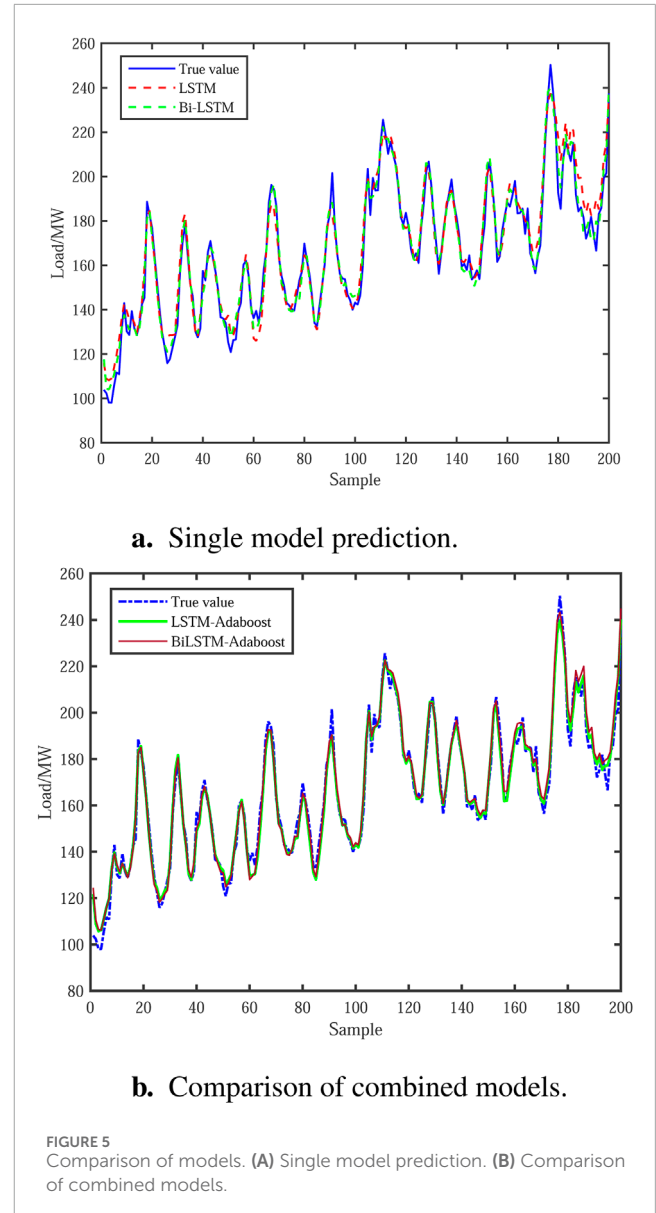 260
240
220
200
180
160
140
120
100
80
Load/MW
True value
LSTM
Bi-LSTM
0 20 40 60 80 100 120 140 160 180 200
Sample
a. Single model prediction.
260
240
220
200
180
160
140
120
100
80
Load/MW
True value
LSTM-Adaboost
BiLSTM-Adaboost
0 20 40 60 80 100 120 140 160 180 200
Sample
b. Comparison of combined models.
FIGURE 5
Comparison of models. (A) Single model prediction. (B) Comparison
of combined models.